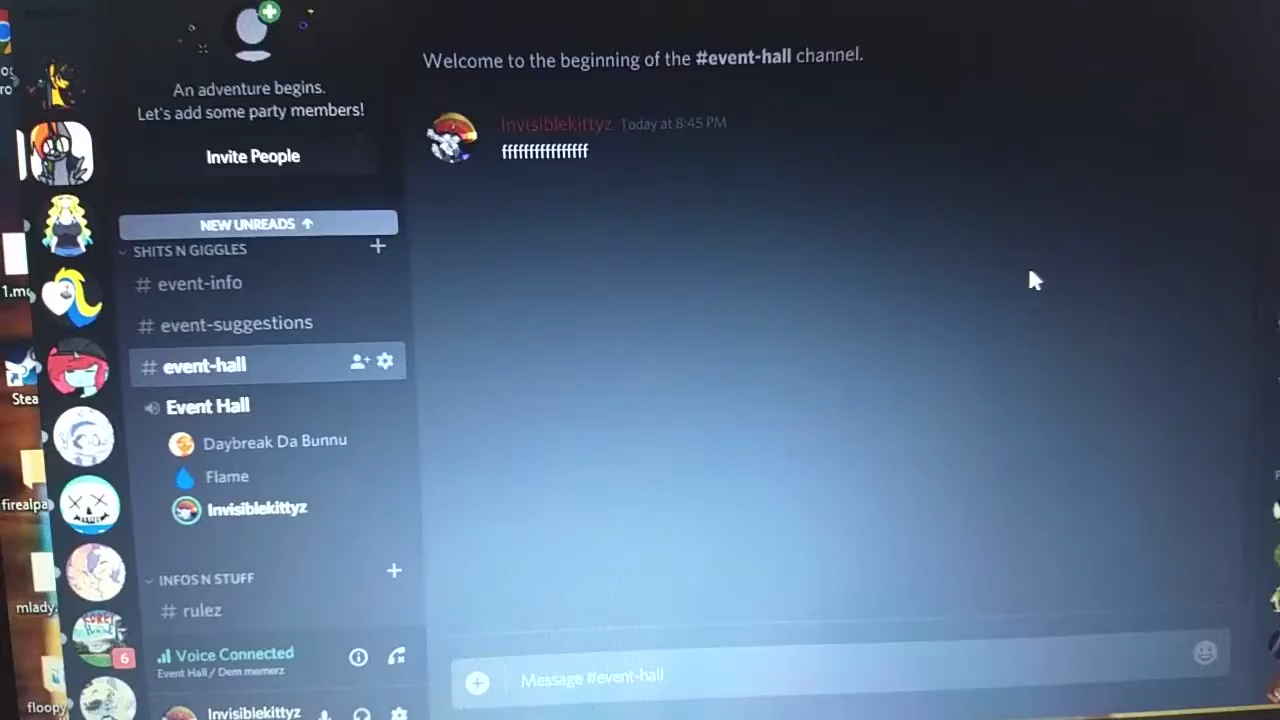 An adventure begins.
Let's add some party members!
Invite People
NEW UNREADS ↑
SHITS N GIGGLES
# event-info
# event-suggestions
# event-hall
Event Hall
Daybreak Da Bunnu
Flame
Invisiblekittyz
INFOS N STUFF
# rulez
Voice Connected
Event Hall / Dem memerz
Invisiblekittyz
Welcome to the beginning of the #event-hall channel.
Invisiblekittyz Today at 8:45 PM
fffffffffffffff
Message #event-hall
1.m
Stea
firealpa
mlady.
floopy
6